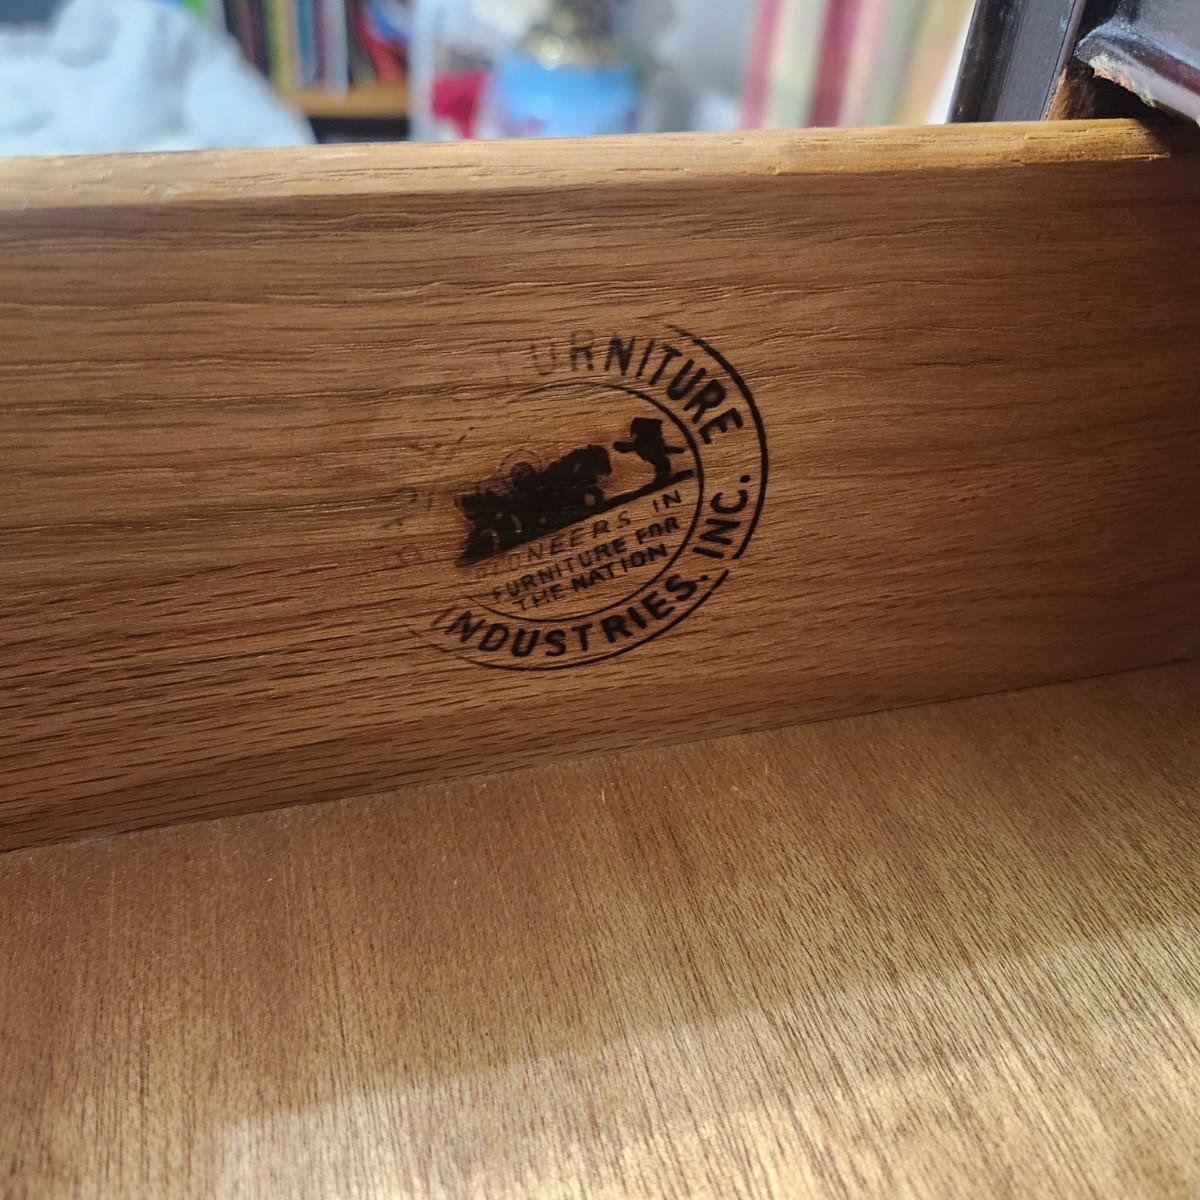 FURNITURE
INDUSTRIES. INC.
PIONEERS IN
FURNITURE FOR
THE NATION